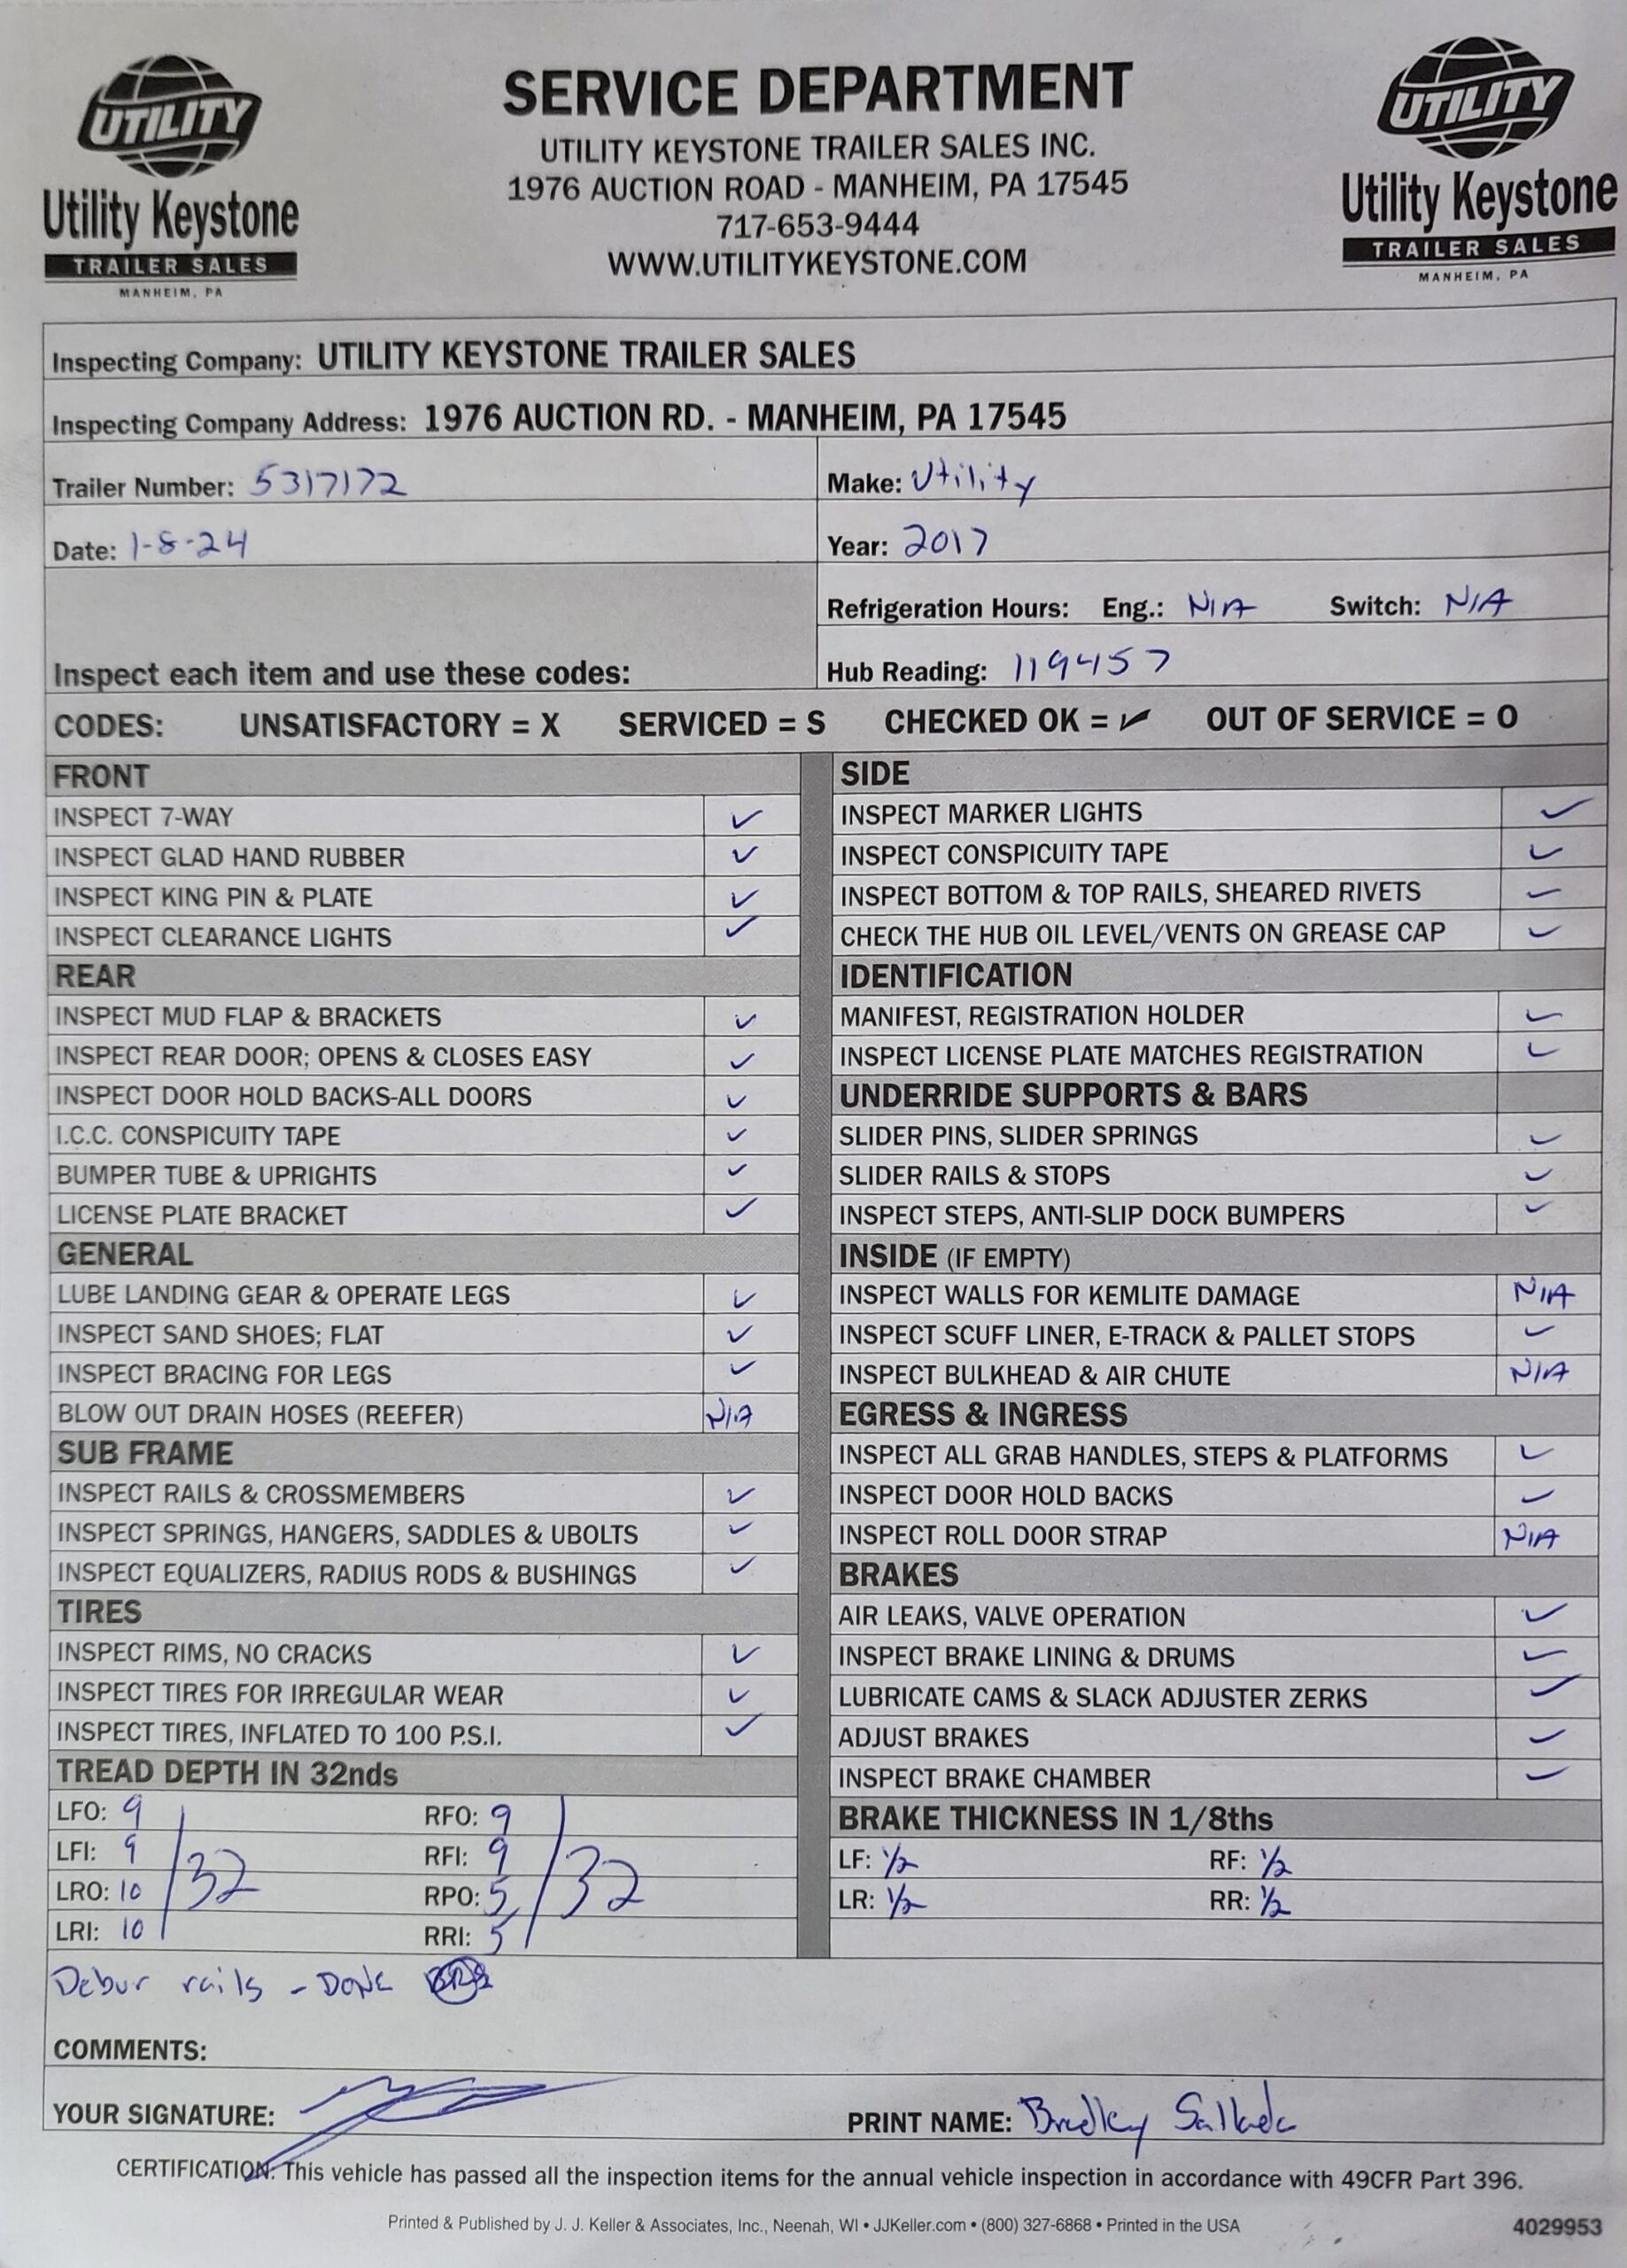 UTILITY
Utility Keystone
TRAILER SALES
MANHEIM, PA
SERVICE DEPARTMENT
UTILITY KEYSTONE TRAILER SALES INC.
1976 AUCTION ROAD - MANHEIM, PA 17545
717-653-9444
WWW.UTILITYKEYSTONE.COM
UTILITY
Utility Keystone
TRAILER SALES
MANHEIM, PA
Inspecting Company: UTILITY KEYSTONE TRAILER SALES
Inspecting Company Address: 1976 AUCTION RD. - MANHEIM, PA 17545
Trailer Number: 5317172
Make: Utility
Date: 1-8-24
Year: 2017
Refrigeration Hours: Eng.: N/A Switch: N/A
Inspect each item and use these codes:
Hub Reading: 119457
CODES: UNSATISFACTORY = X SERVICED = S CHECKED OK = ✓ OUT OF SERVICE = O
FRONT
INSPECT 7-WAY ✓
INSPECT GLAD HAND RUBBER ✓
INSPECT KING PIN & PLATE ✓
INSPECT CLEARANCE LIGHTS ✓
REAR
INSPECT MUD FLAP & BRACKETS ✓
INSPECT REAR DOOR; OPENS & CLOSES EASY ✓
INSPECT DOOR HOLD BACKS-ALL DOORS ✓
I.C.C. CONSPICUITY TAPE ✓
BUMPER TUBE & UPRIGHTS ✓
LICENSE PLATE BRACKET ✓
GENERAL
LUBE LANDING GEAR & OPERATE LEGS ✓
INSPECT SAND SHOES; FLAT ✓
INSPECT BRACING FOR LEGS ✓
BLOW OUT DRAIN HOSES (REEFER) N/A
SUB FRAME
INSPECT RAILS & CROSSMEMBERS ✓
INSPECT SPRINGS, HANGERS, SADDLES & UBOLTS ✓
INSPECT EQUALIZERS, RADIUS RODS & BUSHINGS ✓
TIRES
INSPECT RIMS, NO CRACKS ✓
INSPECT TIRES FOR IRREGULAR WEAR ✓
INSPECT TIRES, INFLATED TO 100 P.S.I. ✓
TREAD DEPTH IN 32nds
LFO: 9 RFO: 9
LFI: 9 /32 RFI: 9 /32
LRO: 10 RPO: 5
LRI: 10 RRI: 5
SIDE
INSPECT MARKER LIGHTS ✓
INSPECT CONSPICUITY TAPE ✓
INSPECT BOTTOM & TOP RAILS, SHEARED RIVETS ✓
CHECK THE HUB OIL LEVEL/VENTS ON GREASE CAP ✓
IDENTIFICATION
MANIFEST, REGISTRATION HOLDER ✓
INSPECT LICENSE PLATE MATCHES REGISTRATION ✓
UNDERRIDE SUPPORTS & BARS
SLIDER PINS, SLIDER SPRINGS ✓
SLIDER RAILS & STOPS ✓
INSPECT STEPS, ANTI-SLIP DOCK BUMPERS ✓
INSIDE (IF EMPTY)
INSPECT WALLS FOR KEMLITE DAMAGE N/A
INSPECT SCUFF LINER, E-TRACK & PALLET STOPS ✓
INSPECT BULKHEAD & AIR CHUTE N/A
EGRESS & INGRESS
INSPECT ALL GRAB HANDLES, STEPS & PLATFORMS ✓
INSPECT DOOR HOLD BACKS ✓
INSPECT ROLL DOOR STRAP N/A
BRAKES
AIR LEAKS, VALVE OPERATION ✓
INSPECT BRAKE LINING & DRUMS ✓
LUBRICATE CAMS & SLACK ADJUSTER ZERKS ✓
ADJUST BRAKES ✓
INSPECT BRAKE CHAMBER ✓
BRAKE THICKNESS IN 1/8ths
LF: 1/2 RF: 1/2
LR: 1/2 RR: 1/2
Debur rails - DONE
COMMENTS:
YOUR SIGNATURE:
PRINT NAME: Bradley Sallade
CERTIFICATION: This vehicle has passed all the inspection items for the annual vehicle inspection in accordance with 49CFR Part 396.
Printed & Published by J. J. Keller & Associates, Inc., Neenah, WI • JJKeller.com • (800) 327-6868 • Printed in the USA
4029953